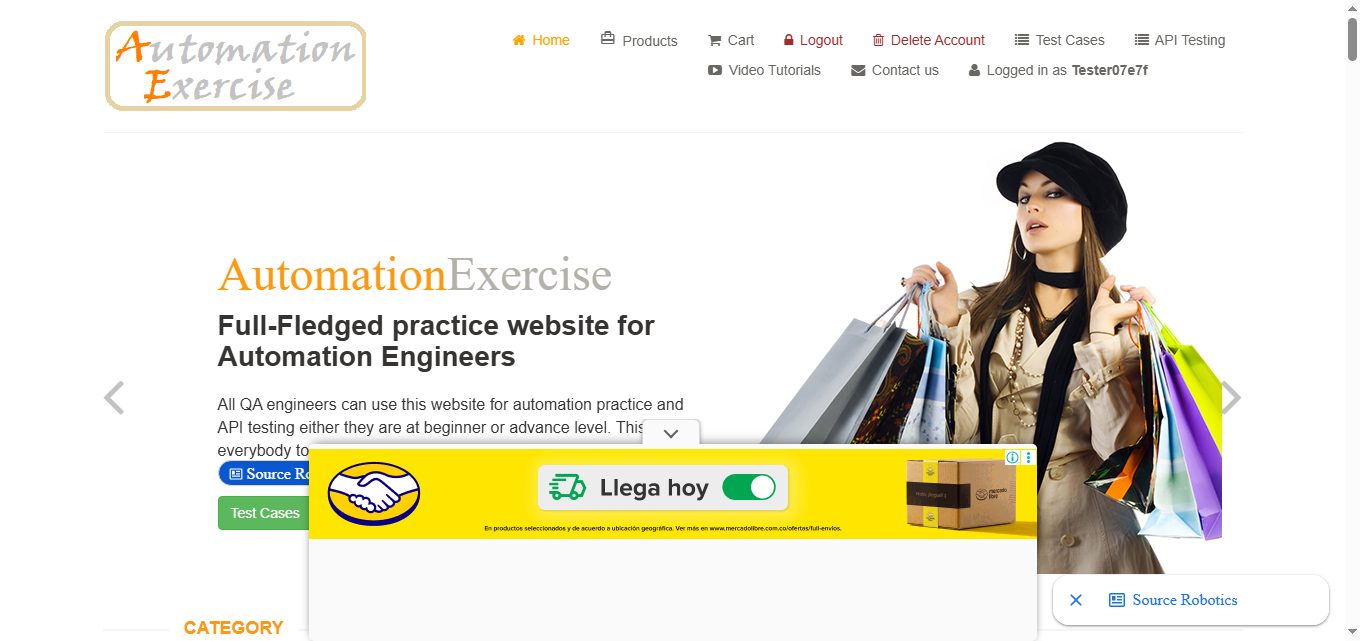 Automation
Exercise
Home
Products
Cart
Logout
Delete Account
Test Cases
API Testing
Video Tutorials
Contact us
Logged in as Tester07e7f
AutomationExercise
Full-Fledged practice website for
Automation Engineers
All QA engineers can use this website for automation practice and
API testing either they are at beginner or advance level. This
everybody to
Source Ro
Test Cases
Llega hoy
En productos seleccionados y de acuerdo a ubicación geográfica. Ver más en www.mercadolibre.com.co/ofertas/full-envios.
mercado
libre
Source Robotics
CATEGORY